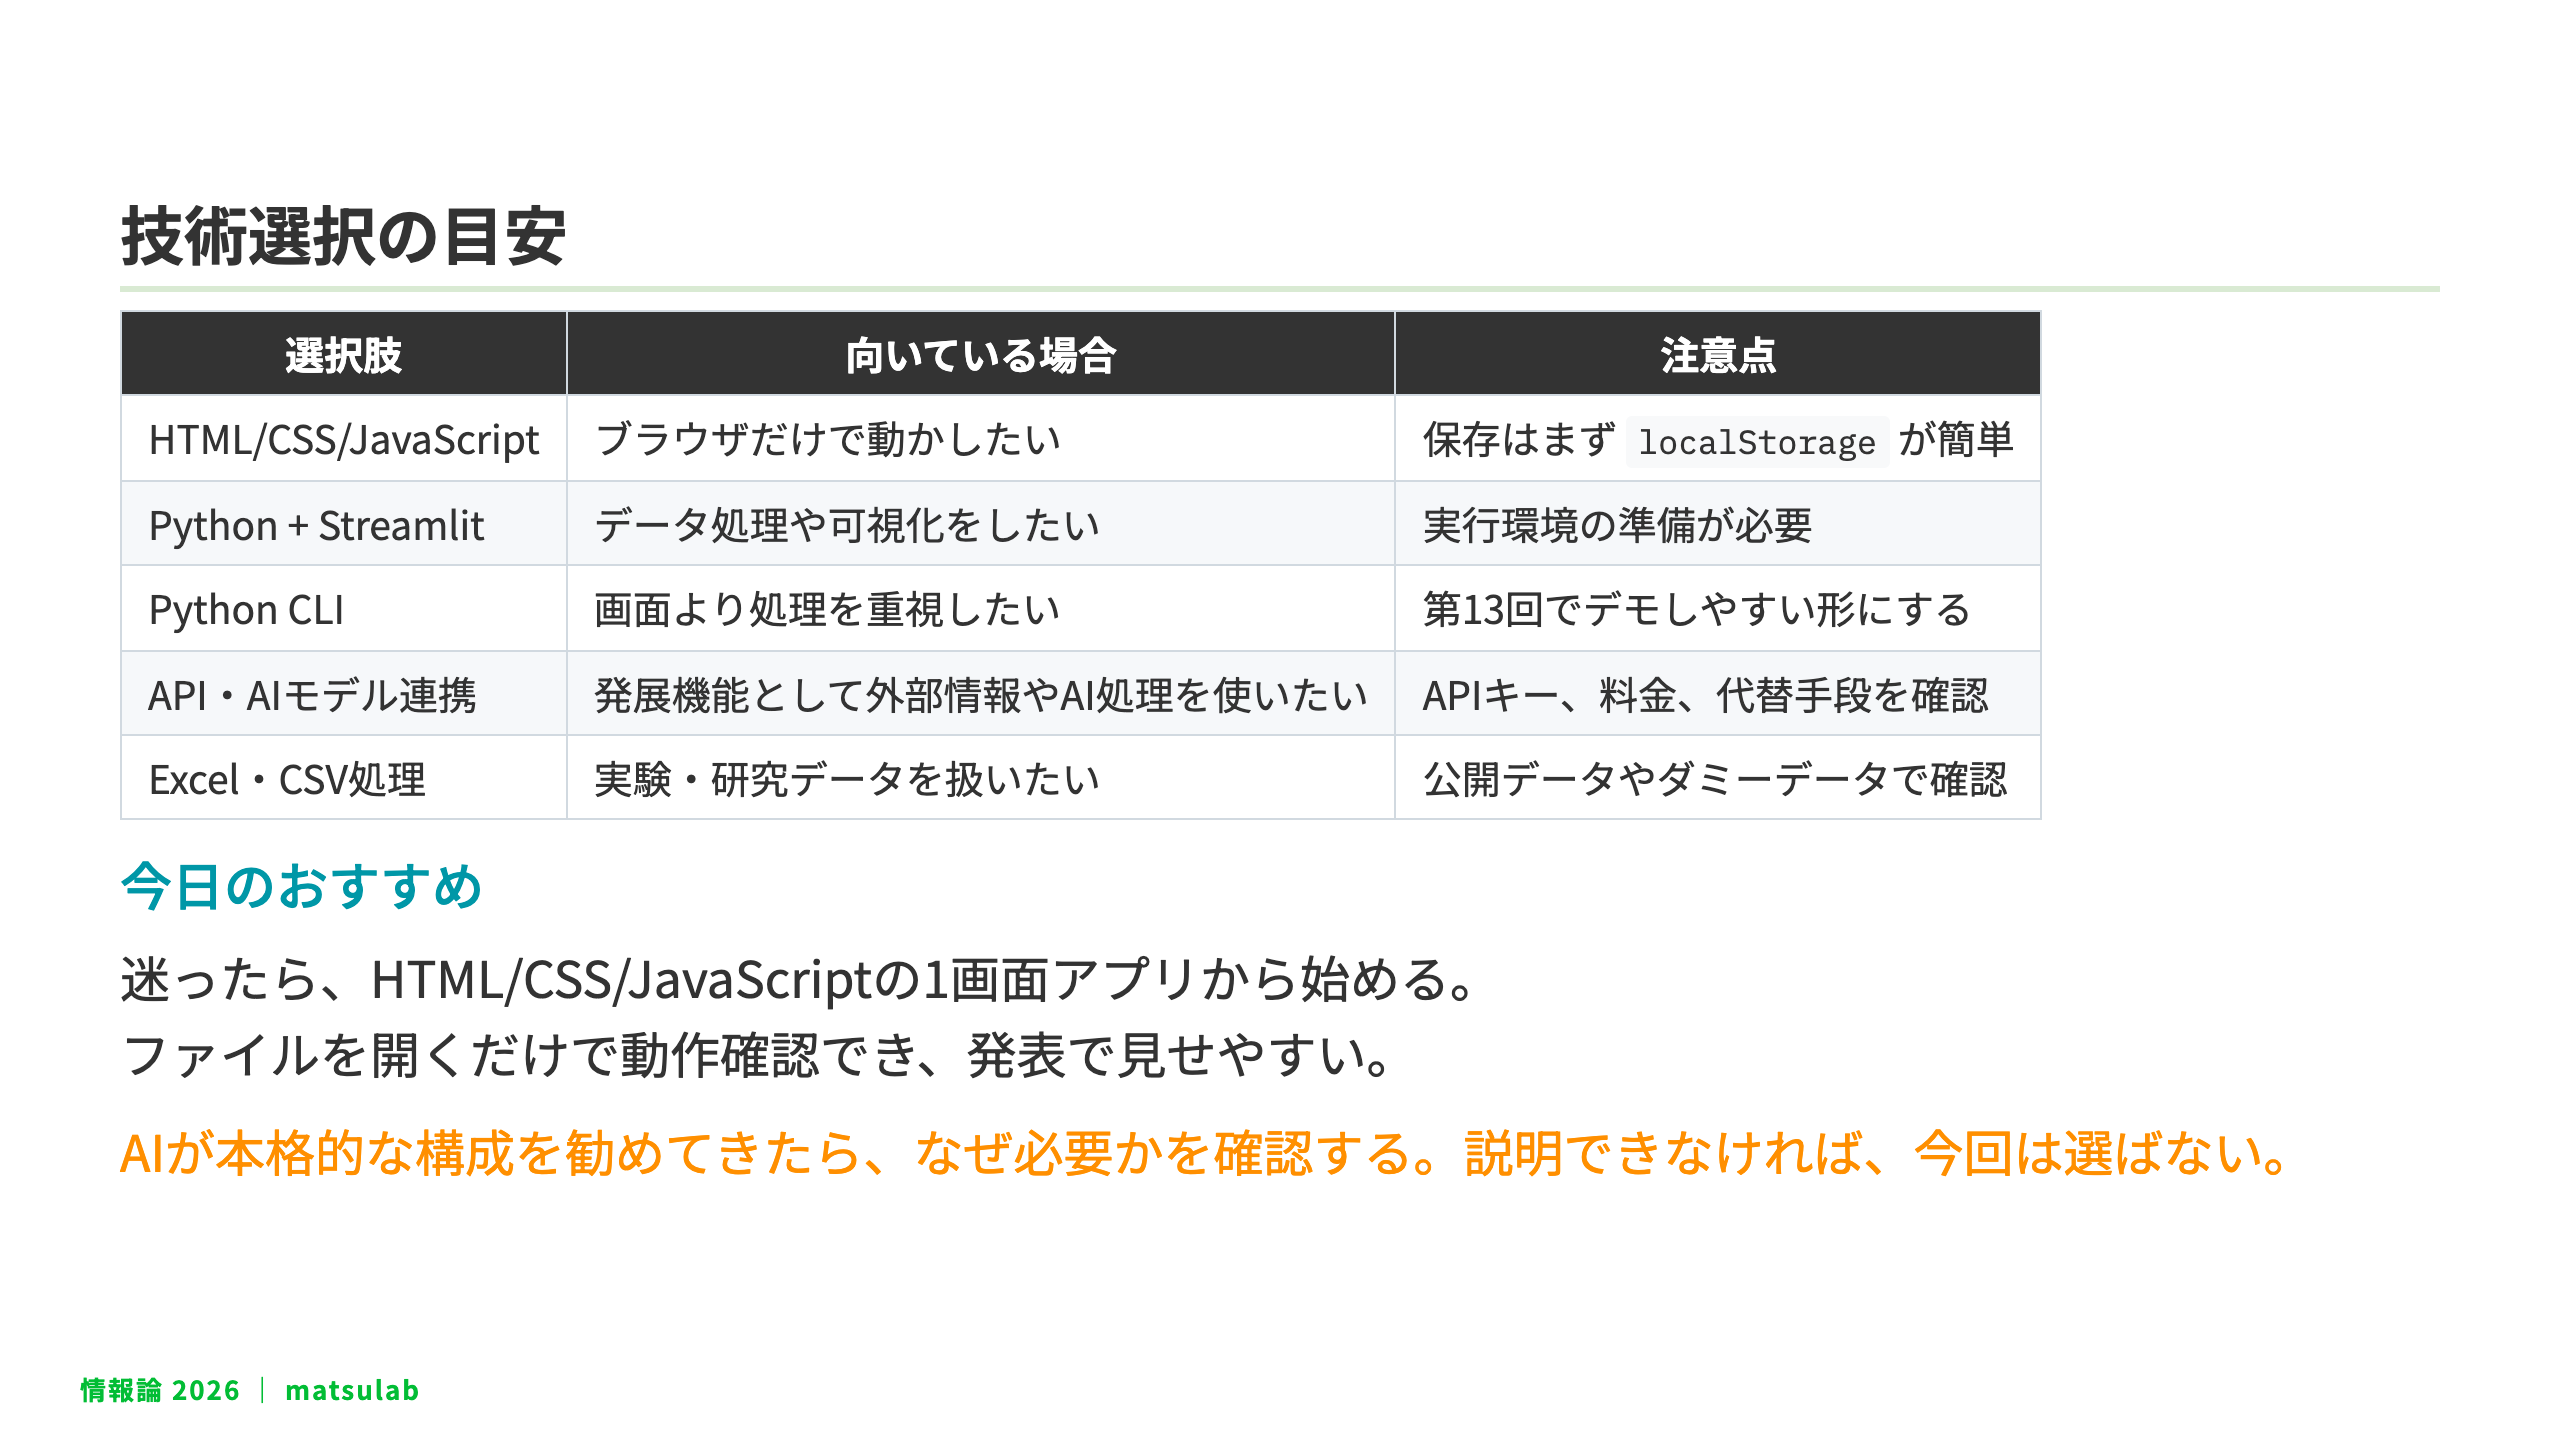 技術選択の目安
選択肢 向いている場合 注意点
HTML/CSS/JavaScript ブラウザだけで動かしたい 保存はまず localStorage が簡単
Python + Streamlit データ処理や可視化をしたい 実行環境の準備が必要
Python CLI 画面より処理を重視したい 第13回でデモしやすい形にする
API・AIモデル連携 発展機能として外部情報やAI処理を使いたい APIキー、料金、代替手段を確認
Excel・CSV処理 実験・研究データを扱いたい 公開データやダミーデータで確認
今日のおすすめ
迷ったら、HTML/CSS/JavaScriptの1画面アプリから始める。
ファイルを開くだけで動作確認でき、発表で見せやすい。
AIが本格的な構成を勧めてきたら、なぜ必要かを確認する。説明できなければ、今回は選ばない。
情報論 2026 ｜ matsulab